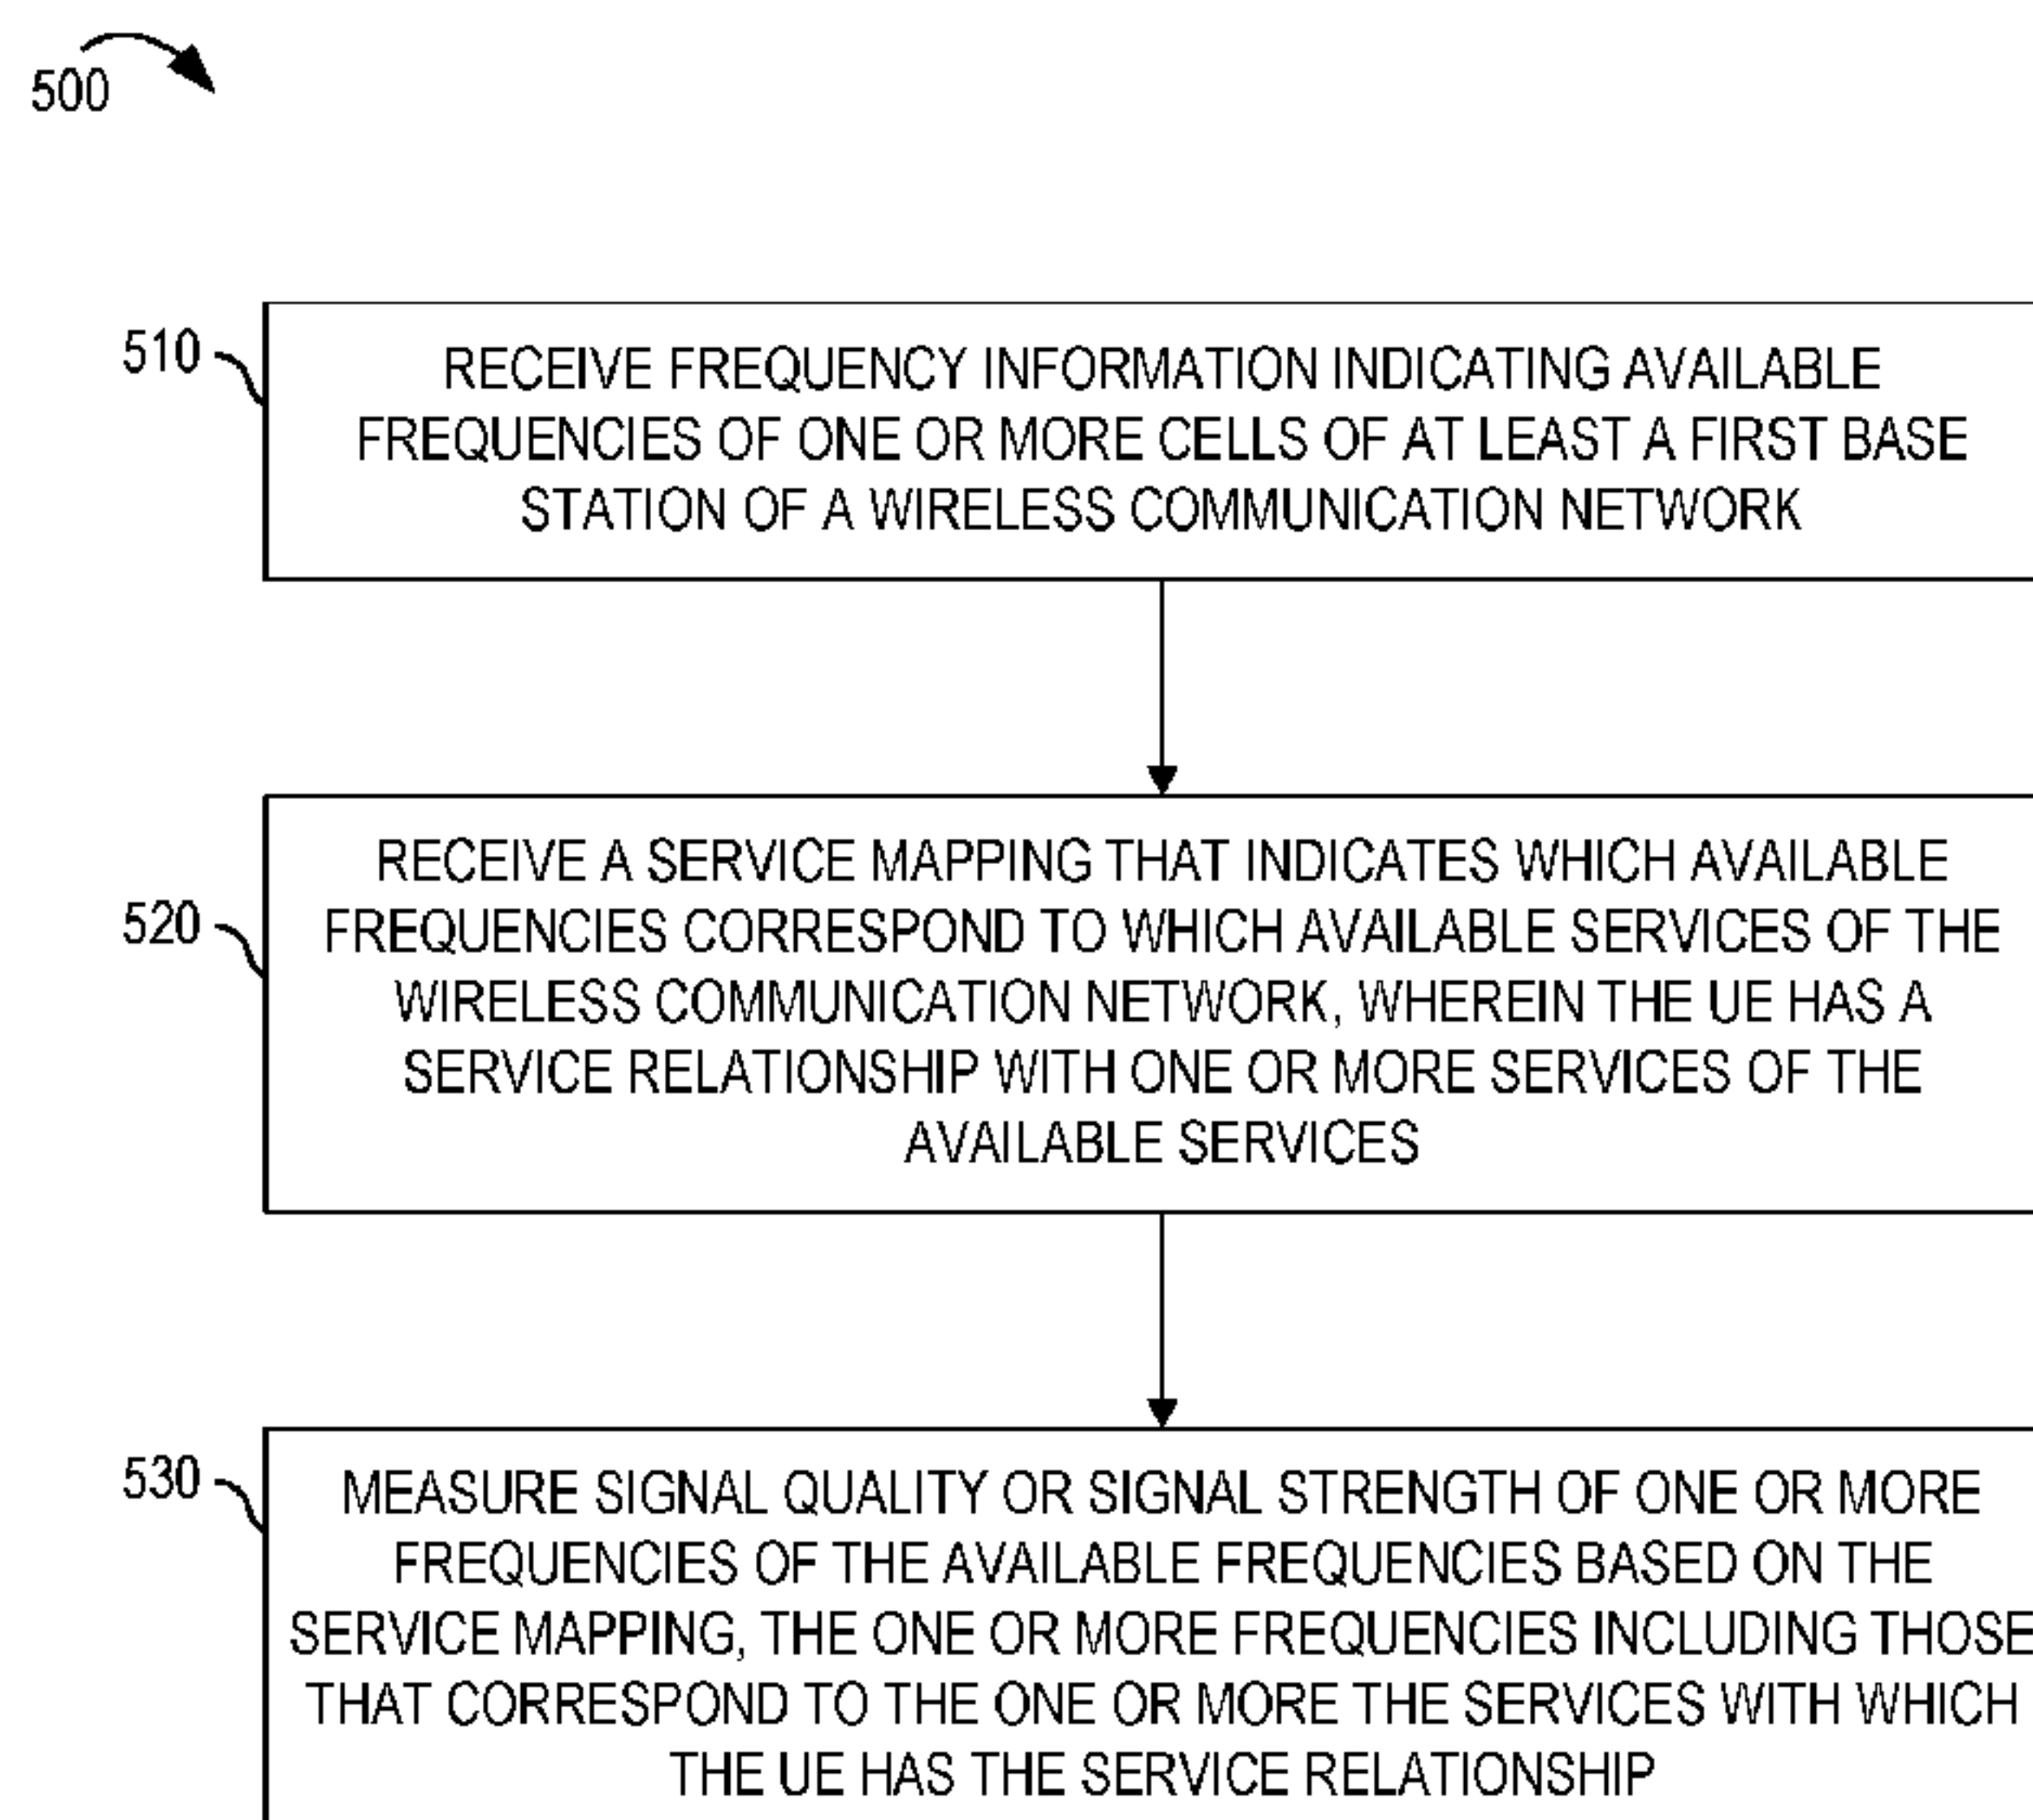 500
510
RECEIVE FREQUENCY INFORMATION INDICATING AVAILABLE
FREQUENCIES OF ONE OR MORE CELLS OF AT LEAST A FIRST BASE
STATION OF A WIRELESS COMMUNICATION NETWORK
520
RECEIVE A SERVICE MAPPING THAT INDICATES WHICH AVAILABLE
FREQUENCIES CORRESPOND TO WHICH AVAILABLE SERVICES OF THE
WIRELESS COMMUNICATION NETWORK, WHEREIN THE UE HAS A
SERVICE RELATIONSHIP WITH ONE OR MORE SERVICES OF THE
AVAILABLE SERVICES
530
MEASURE SIGNAL QUALITY OR SIGNAL STRENGTH OF ONE OR MORE
FREQUENCIES OF THE AVAILABLE FREQUENCIES BASED ON THE
SERVICE MAPPING, THE ONE OR MORE FREQUENCIES INCLUDING THOSE
THAT CORRESPOND TO THE ONE OR MORE THE SERVICES WITH WHICH
THE UE HAS THE SERVICE RELATIONSHIP